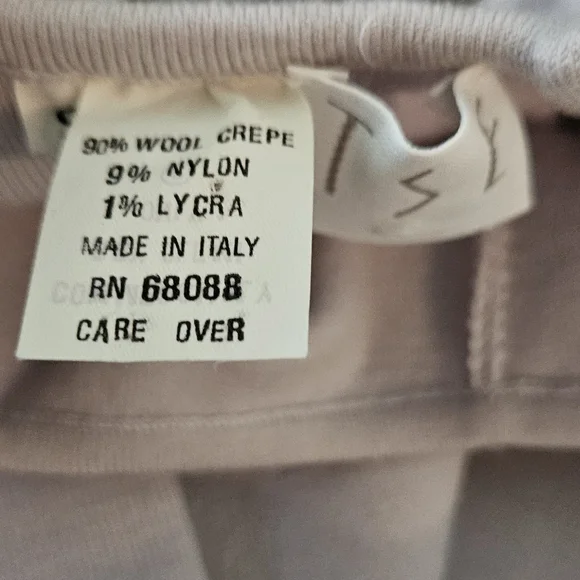 90% WOOL CREPE
9% NYLON
1% LYCRA
MADE IN ITALY
RN 68088
CARE OVER
T S Y